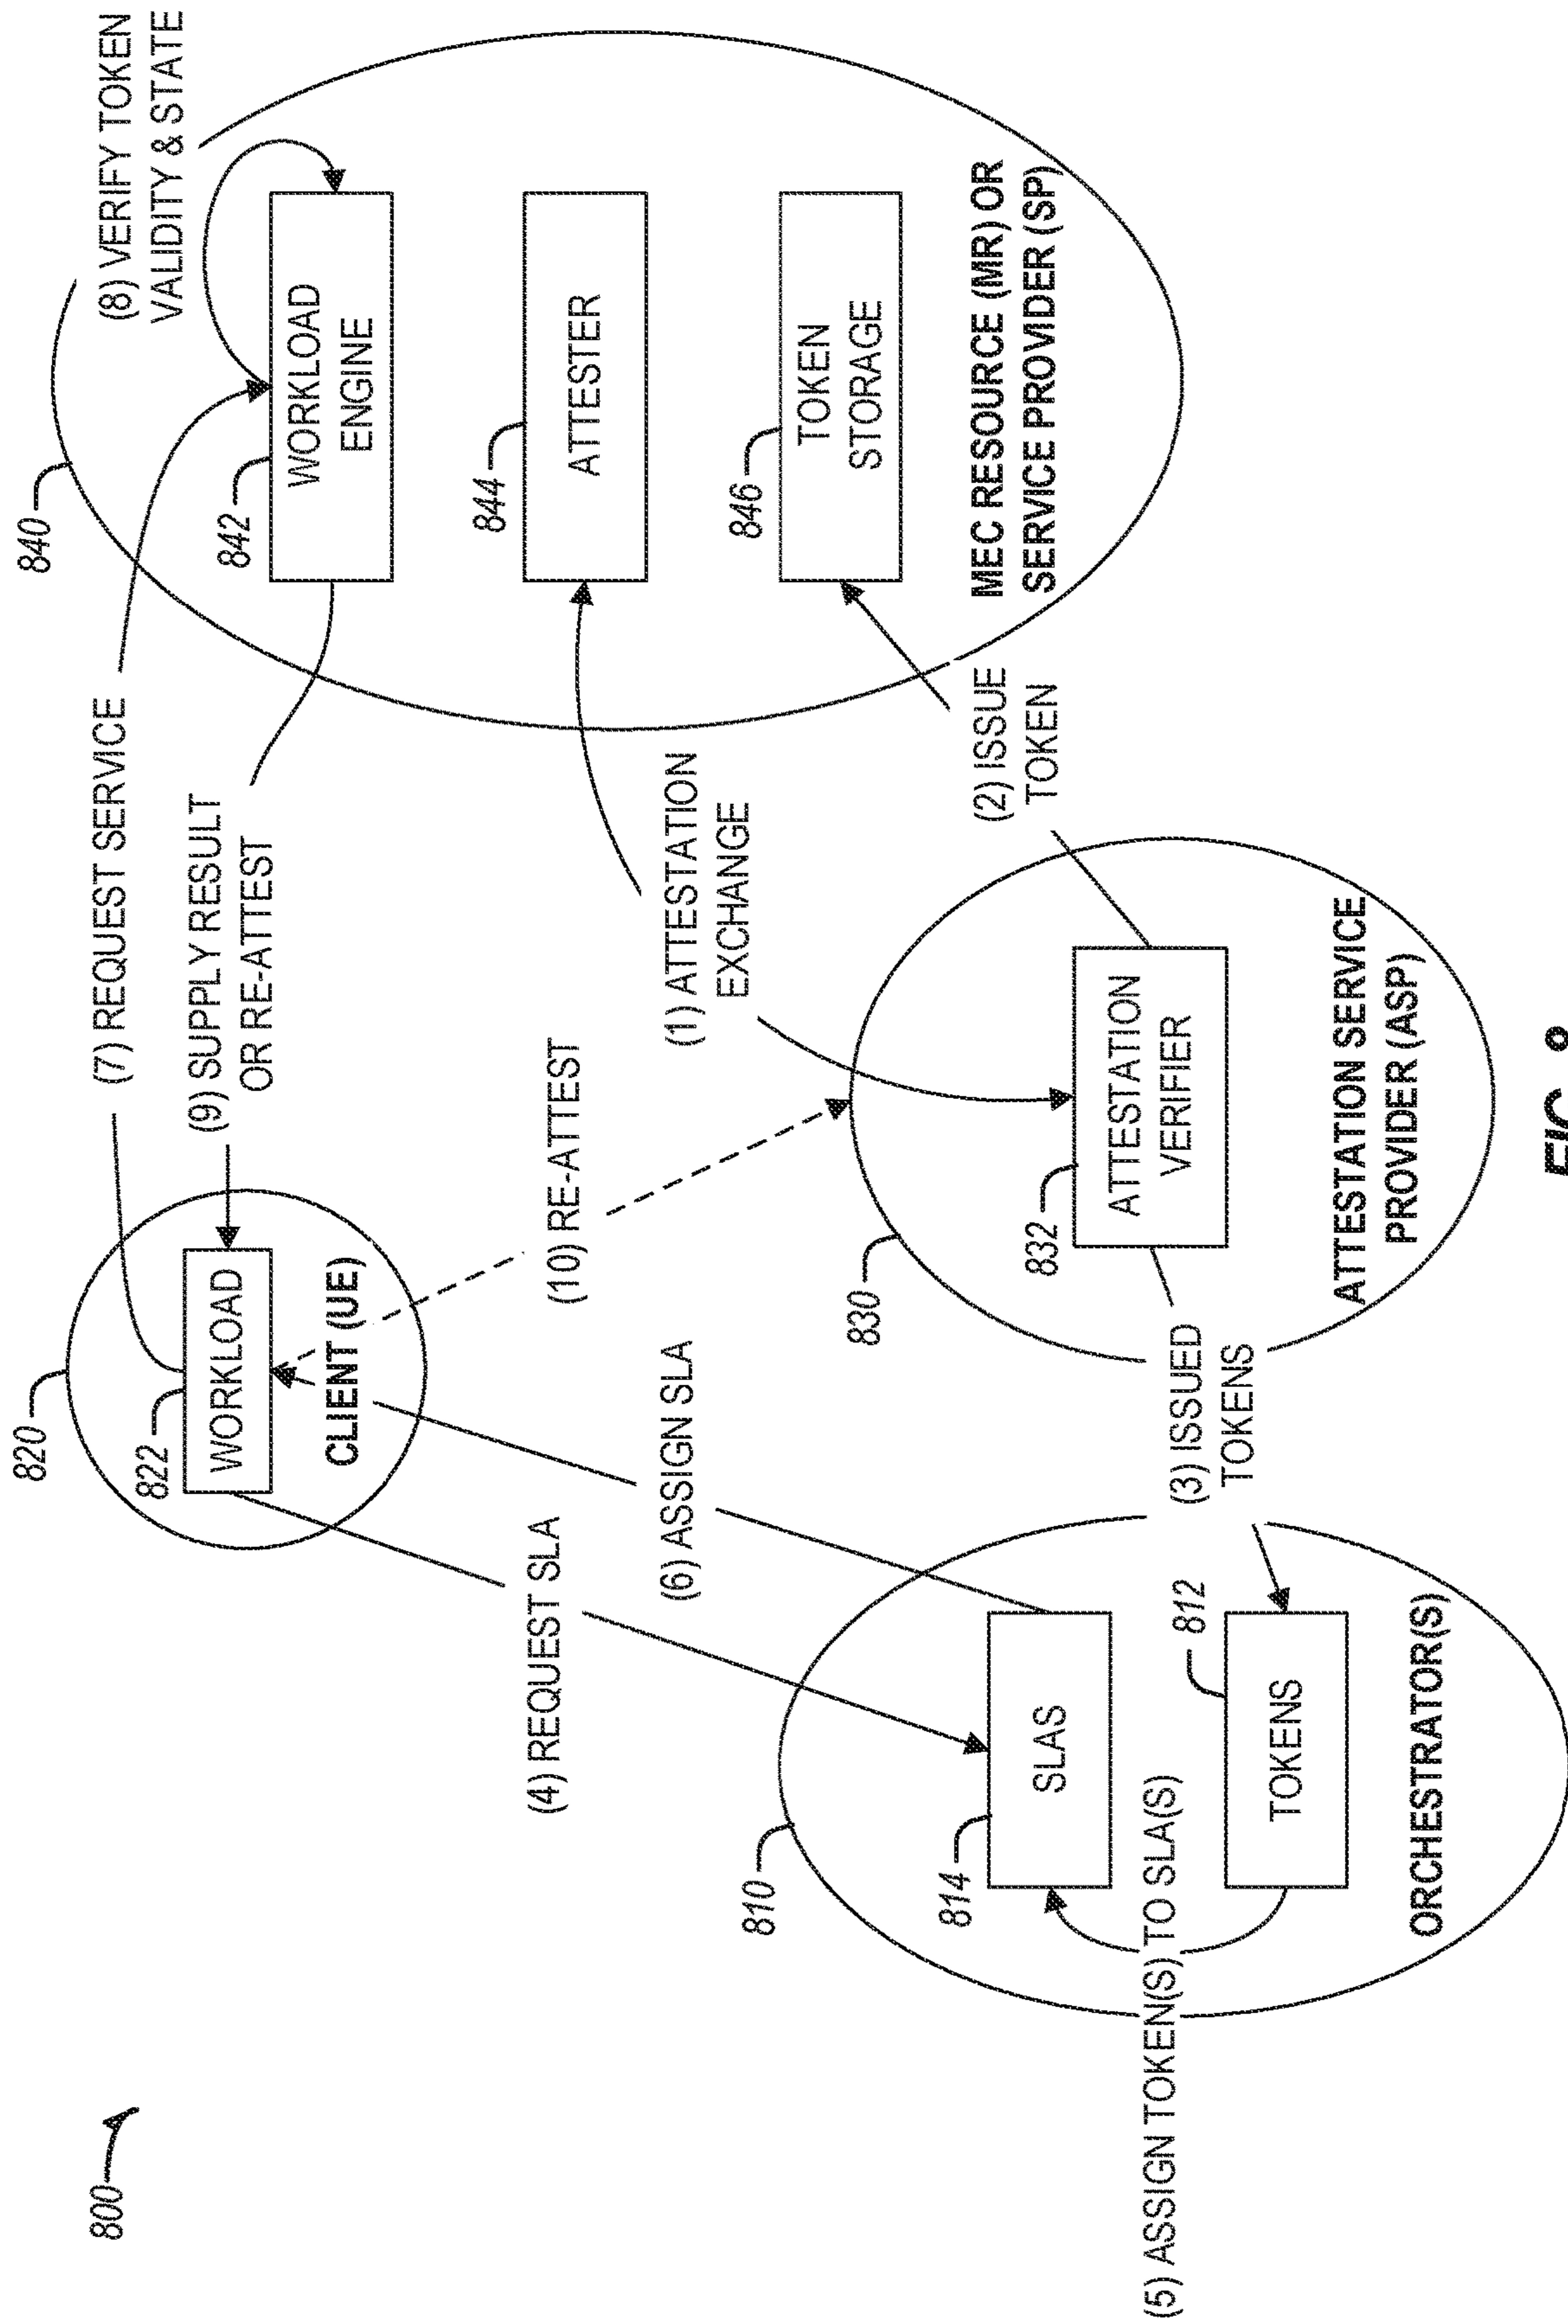 800
820
822
WORKLOAD
CLIENT (UE)
(7) REQUEST SERVICE
(9) SUPPLY RESULT
OR RE-ATTEST
(8) VERIFY TOKEN
VALIDITY & STATE
840
842
WORKLOAD
ENGINE
844
ATTESTER
846
TOKEN
STORAGE
MEC RESOURCE (MR) OR
SERVICE PROVIDER (SP)
(4) REQUEST SLA
(6) ASSIGN SLA
(10) RE-ATTEST
(1) ATTESTATION
EXCHANGE
(2) ISSUE
TOKEN
810
814
SLAS
(5) ASSIGN TOKEN(S) TO SLA(S)
812
TOKENS
ORCHESTRATOR(S)
(3) ISSUED
TOKENS
830
832
ATTESTATION
VERIFIER
ATTESTATION SERVICE
PROVIDER (ASP)
FIG. 8